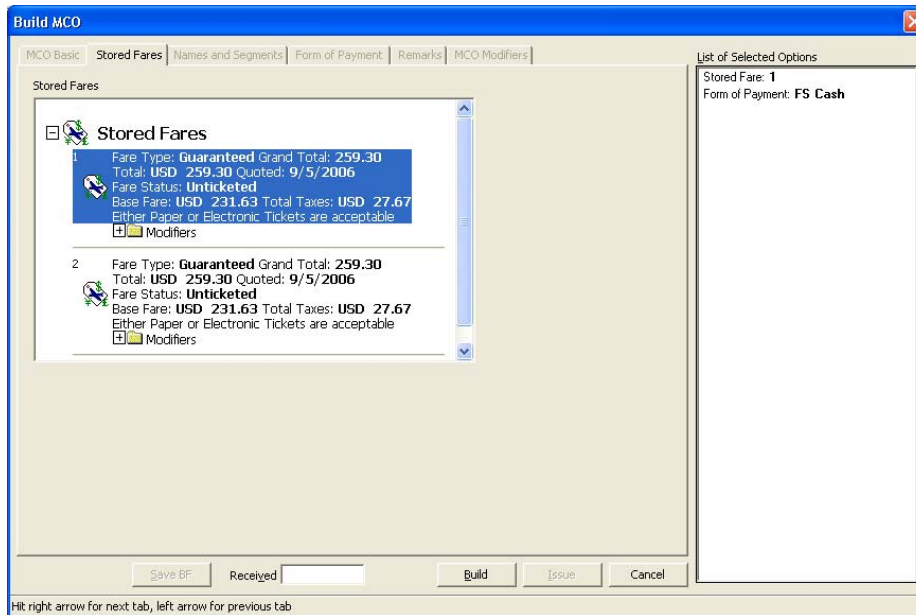 Build MCO
MCO Basic Stored Fares Names and Segments Form of Payment Remarks MCO Modifiers
List of Selected Options
Stored Fare: 1
Form of Payment: FS Cash
Stored Fares
Stored Fares
1 Fare Type: Guaranteed Grand Total: 259.30
Total: USD 259.30 Quoted: 9/5/2006
Fare Status: Unticketed
Base Fare: USD 231.63 Total Taxes: USD 27.67
Either Paper or Electronic Tickets are acceptable
Modifiers
2 Fare Type: Guaranteed Grand Total: 259.30
Total: USD 259.30 Quoted: 9/5/2006
Fare Status: Unticketed
Base Fare: USD 231.63 Total Taxes: USD 27.67
Either Paper or Electronic Tickets are acceptable
Modifiers
Save BF Received Build Issue Cancel
Hit right arrow for next tab, left arrow for previous tab